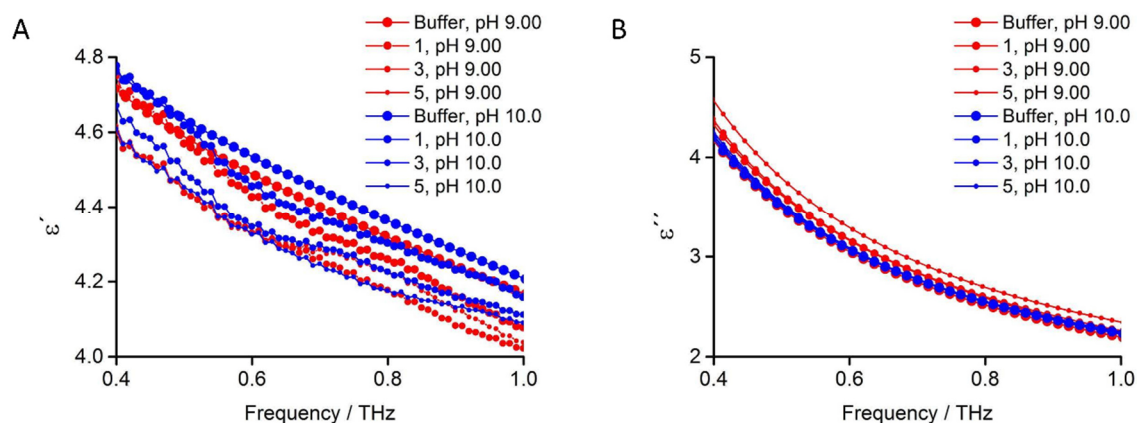 A
Buffer, pH 9.00
1, pH 9.00
3, pH 9.00
5, pH 9.00
Buffer, pH 10.0
1, pH 10.0
3, pH 10.0
5, pH 10.0
4.8
4.6
4.4
4.2
4.0
ε´
0.4
0.6
0.8
1.0
Frequency / THz
B
Buffer, pH 9.00
1, pH 9.00
3, pH 9.00
5, pH 9.00
Buffer, pH 10.0
1, pH 10.0
3, pH 10.0
5, pH 10.0
5
4
3
2
ε´´
0.4
0.6
0.8
1.0
Frequency / THz